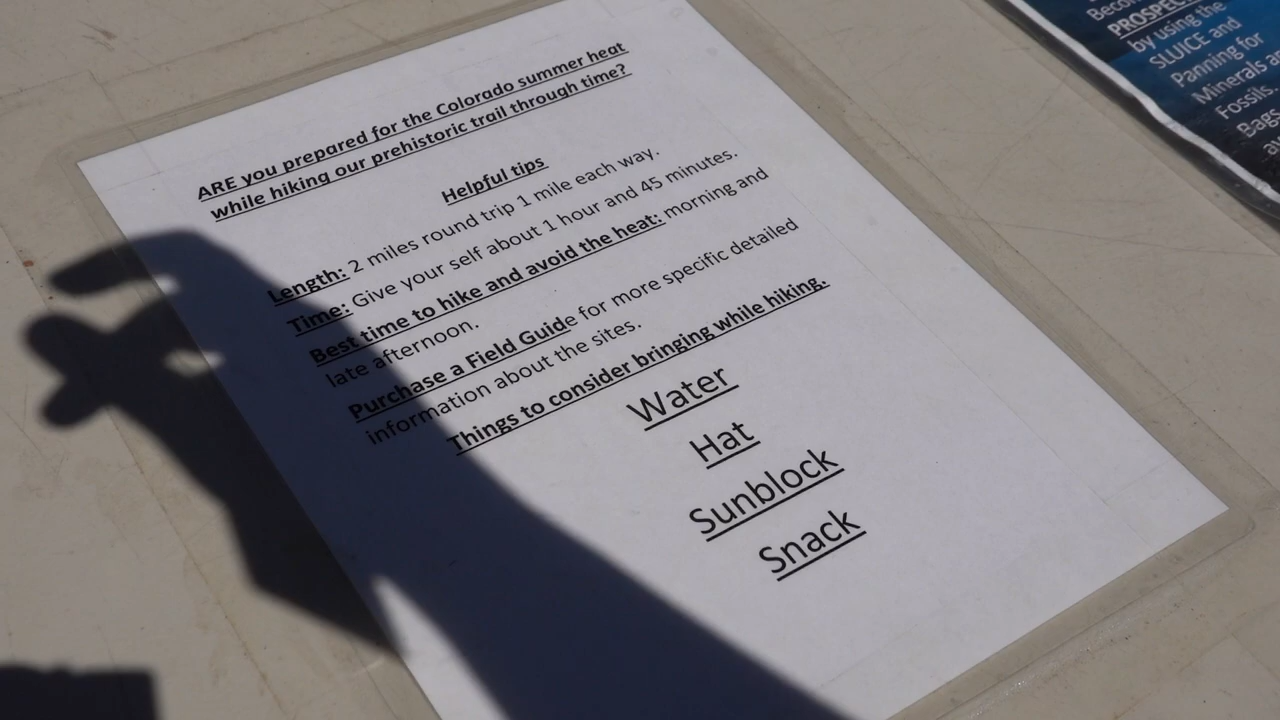 ARE you prepared for the Colorado summer heat
while hiking our prehistoric trail through time?
Helpful tips
Length: 2 miles round trip 1 mile each way.
Time: Give your self about 1 hour and 45 minutes.
Best time to hike and avoid the heat: morning and
late afternoon.
Purchase a Field Guide for more specific detailed
information about the sites.
Things to consider bringing while hiking.
Water
Hat
Sunblock
Snack
by using the
SLUICE and
Panning for
Minerals
Fossils.
Bags